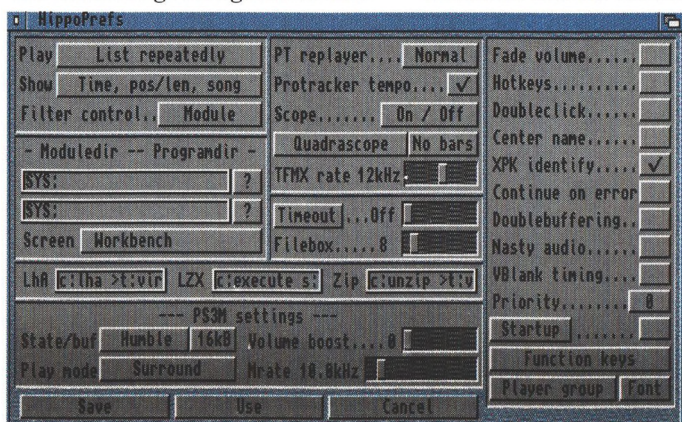 HippoPrefs
Play List repeatedly
Show Time, pos/len, song
Filter control.. Module
- Moduledir -- Programdir -
SYS: ?
SYS: ?
Screen Workbench
PT replayer.... Normal
Protracker tempo.... ✓
Scope....... On / Off
Quadrascope No bars
TFMX rate 12kHz
Timeout ...Off
Filebox.....8
Fade volume......
Hotkeys..........
Doubleclick......
Center name......
XPK identify..... ✓
Continue on error
Doublebuffering..
Nasty audio......
VBlank timing....
Priority........ 0
Startup .......
Function keys
Player group Font
LhA c:lha >t:vir LZX c:execute s: Zip c:unzip >t:v
--- PS3M settings ---
State/buf Humble 16kB Volume boost....0
Play mode Surround Mrate 10.0kHz
Save Use Cancel